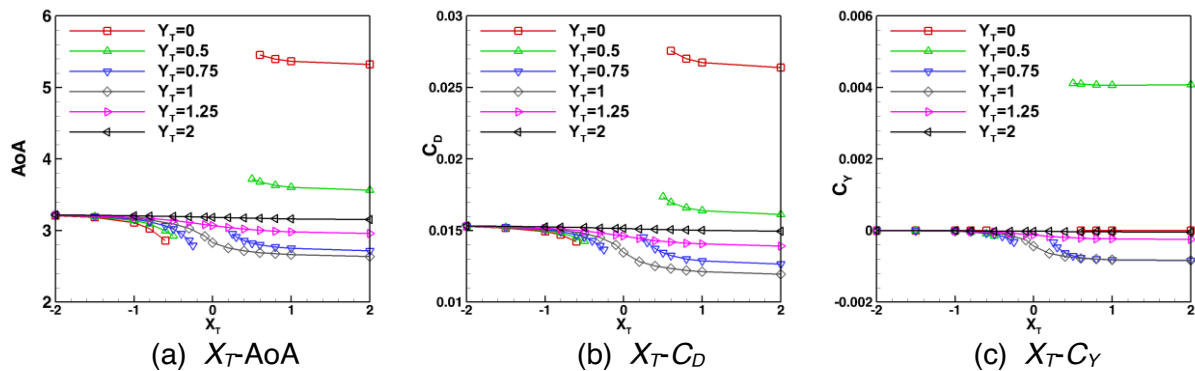 6
5
4
3
2
AoA
-2 -1 0 1 2
X_T
Y_T=0
Y_T=0.5
Y_T=0.75
Y_T=1
Y_T=1.25
Y_T=2
(a) X_T-AoA
0.03
0.025
0.02
0.015
0.01
C_D
-2 -1 0 1 2
X_T
Y_T=0
Y_T=0.5
Y_T=0.75
Y_T=1
Y_T=1.25
Y_T=2
(b) X_T-C_D
0.006
0.004
0.002
0
-0.002
C_Y
-2 -1 0 1 2
X_T
Y_T=0
Y_T=0.5
Y_T=0.75
Y_T=1
Y_T=1.25
Y_T=2
(c) X_T-C_Y